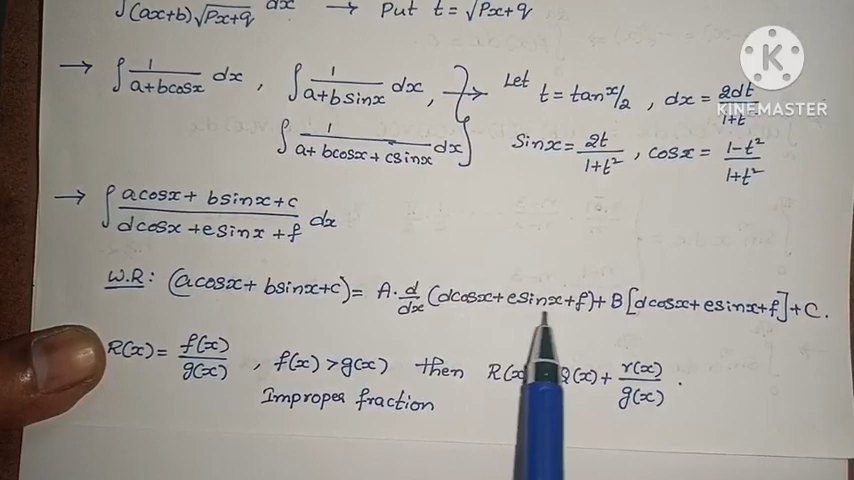 ∫ 1/((ax+b)√(Px+q)) dx → Put t = √(Px+q)
→ ∫ 1/(a+bcosx) dx , ∫ 1/(a+bsinx) dx , → Let t = tan x/2 , dx = 2dt/(1+t²)
∫ 1/(a+bcosx+csinx) dx sinx = 2t/(1+t²) , cosx = (1-t²)/(1+t²)
→ ∫ (acosx + bsinx+c)/(dcosx+esinx+f) dx
W.R: (acosx+ bsinx+c) = A. d/dx (dcosx+esinx+f)+ B [dcosx+esinx+f] + C.
R(x) = f(x)/g(x) , f(x) > g(x) then Q(x)+ r(x)/g(x) .
Improper fraction
KINEMASTER